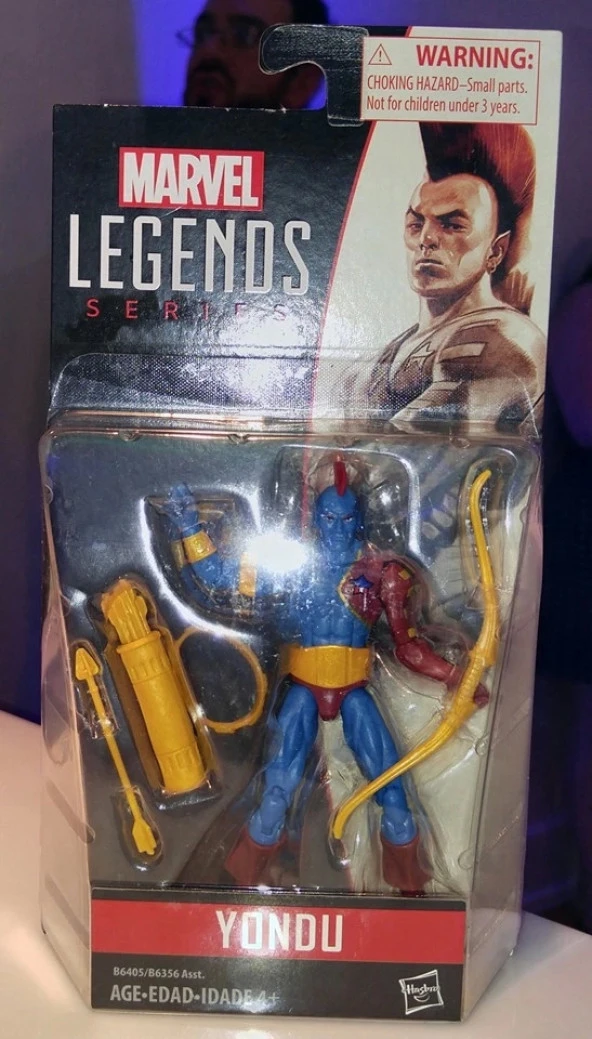 WARNING:
CHOKING HAZARD–Small parts.
Not for children under 3 years.
MARVEL
LEGENDS
SERIES
YONDU
B6405/B6356 Asst.
AGE•EDAD•IDADE 4+
Hasbro